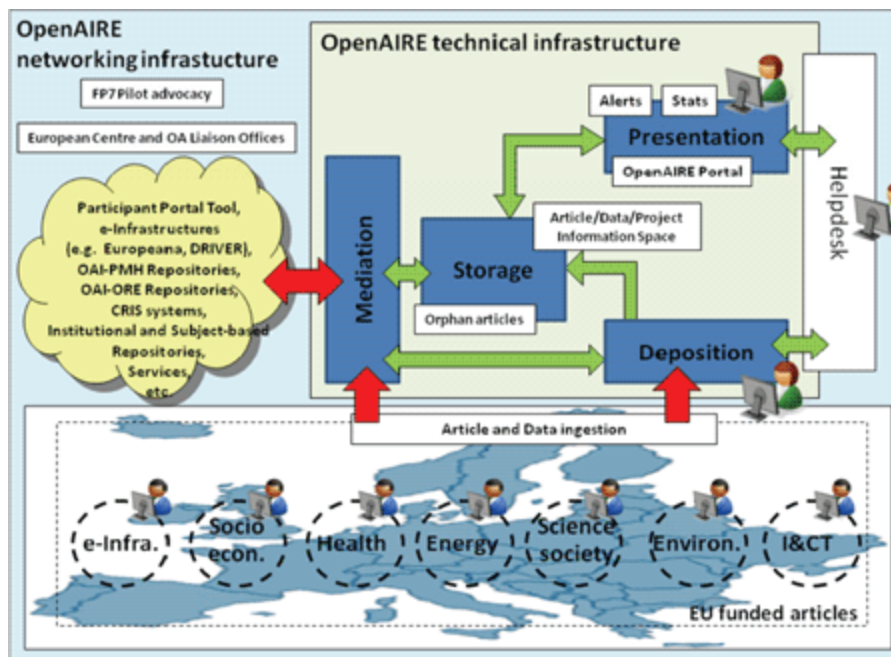 OpenAIRE
networking infrastucture
FP7 Pilot advocacy
European Centre and OA Liaison Offices
Participant Portal Tool,
e-Infrastructures
(e.g. Europeana, DRIVER),
OAI-PMH Repositories,
OAI-ORE Repositories,
CRIS systems,
Institutional and Subject-based
Repositories,
Services,
etc.
OpenAIRE technical infrastructure
Alerts
Stats
Presentation
OpenAIRE Portal
Helpdesk
Mediation
Article/Data/Project
Information Space
Storage
Orphan articles
Deposition
Article and Data ingestion
e-Infra.
Socio
econ.
Health
Energy
Science
society
Environ.
I&CT
EU funded articles